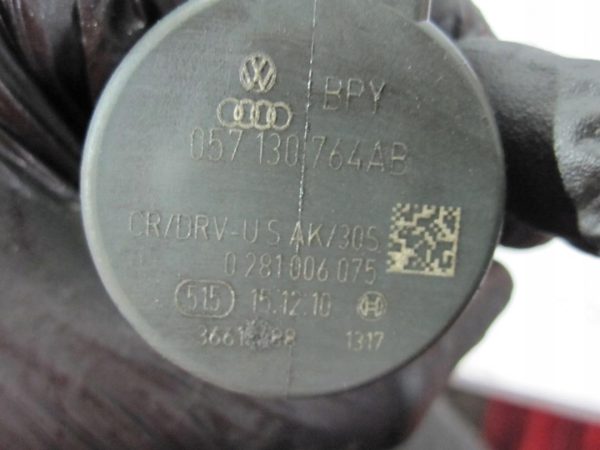 BPY
057 130 764AB
CR/DRV-U S AK/30S
0 281 006 075
515 15.12.10
1317